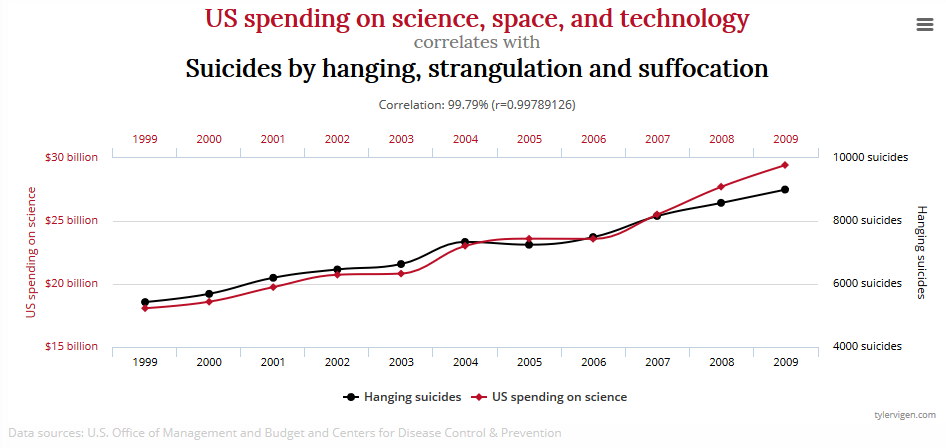 US spending on science, space, and technology
correlates with
Suicides by hanging, strangulation and suffocation
Correlation: 99.79% (r=0.99789126)
1999 2000 2001 2002 2003 2004 2005 2006 2007 2008 2009
$30 billion 10000 suicides
$25 billion 8000 suicides
$20 billion 6000 suicides
$15 billion 4000 suicides
US spending on science
Hanging suicides
1999 2000 2001 2002 2003 2004 2005 2006 2007 2008 2009
Hanging suicides US spending on science
tylervigen.com
Data sources: U.S. Office of Management and Budget and Centers for Disease Control & Prevention